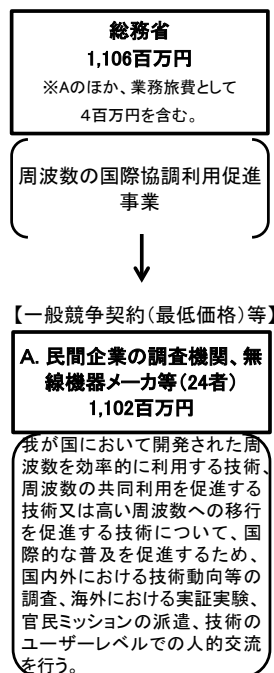 総務省
1,106百万円
※Aのほか、業務旅費として
4百万円を含む。
周波数の国際協調利用促進
事業
【一般競争契約(最低価格)等】
A. 民間企業の調査機関、無
線機器メーカ等(24者)
1,102百万円
我が国において開発された周
波数を効率的に利用する技術、
周波数の共同利用を促進する
技術又は高い周波数への移行
を促進する技術について、国
際的な普及を促進するため、
国内外における技術動向等の
調査、海外における実証実験、
官民ミッションの派遣、技術の
ユーザーレベルでの人的交流
を行う。